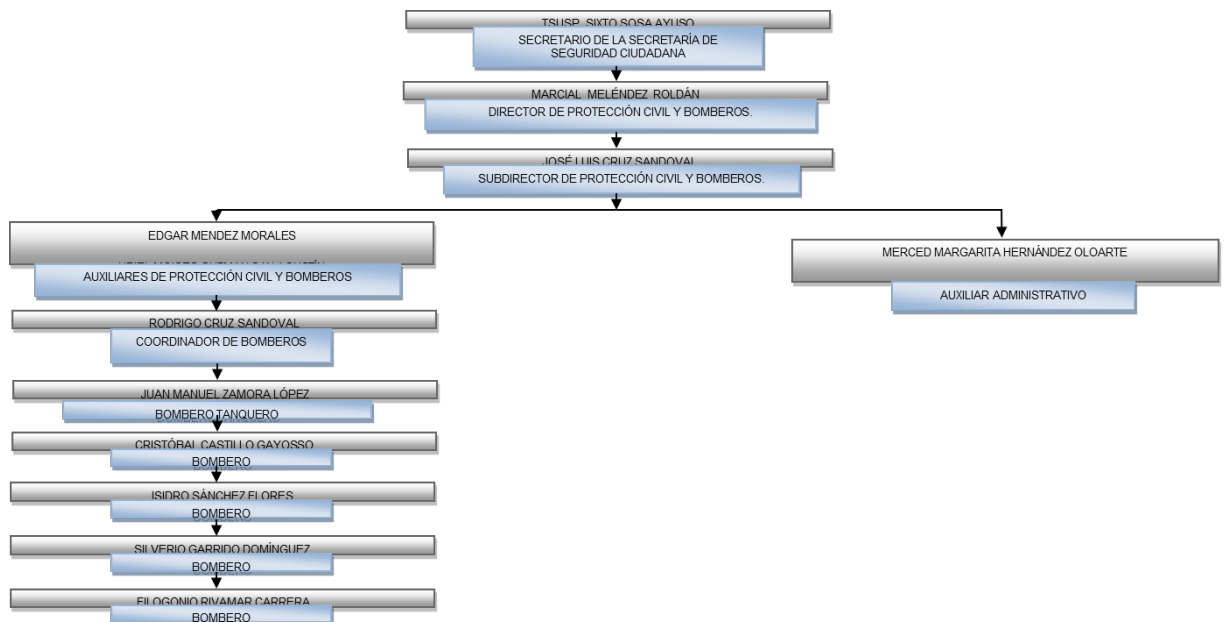 TSUSP. SIXTO SOSA AYUSO
SECRETARIO DE LA SECRETARÍA DE
SEGURIDAD CIUDADANA
MARCIAL MELÉNDEZ ROLDÁN
DIRECTOR DE PROTECCIÓN CIVIL Y BOMBEROS.
JOSÉ LUIS CRUZ SANDOVAL
SUBDIRECTOR DE PROTECCIÓN CIVIL Y BOMBEROS.
EDGAR MENDEZ MORALES
AUXILIARES DE PROTECCIÓN CIVIL Y BOMBEROS
MERCED MARGARITA HERNÁNDEZ OLOARTE
AUXILIAR ADMINISTRATIVO
RODRIGO CRUZ SANDOVAL
COORDINADOR DE BOMBEROS
JUAN MANUEL ZAMORA LÓPEZ
BOMBERO TANQUERO
CRISTÓBAL CASTILLO GAYOSSO
BOMBERO
ISIDRO SÁNCHEZ FLORES
BOMBERO
SILVERIO GARRIDO DOMÍNGUEZ
BOMBERO
FILOGONIO RIVAMAR CARRERA
BOMBERO